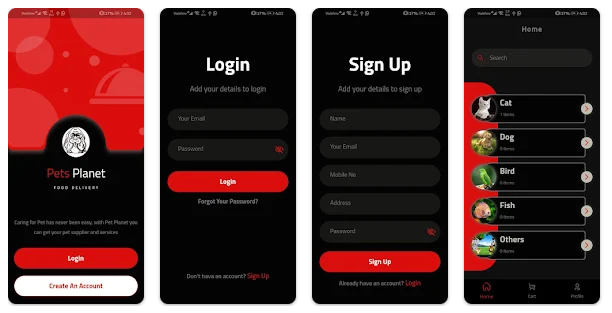 Pets Planet
FOOD DELIVERY
Caring for Pet has never been easy, with Pet Planet you
can get your pet supplier and services
Login
Create An Account
Login
Add your details to login
Your Email
Password
Login
Forgot Your Password?
Don't have an account? Sign Up
Sign Up
Add your details to sign up
Name
Your Email
Mobile No
Address
Password
Sign Up
Already have an account? Login
Home
Search
Cat
1 items
Dog
0 items
Bird
0 items
Fish
0 items
Others
0 items
Home
Cart
Profile